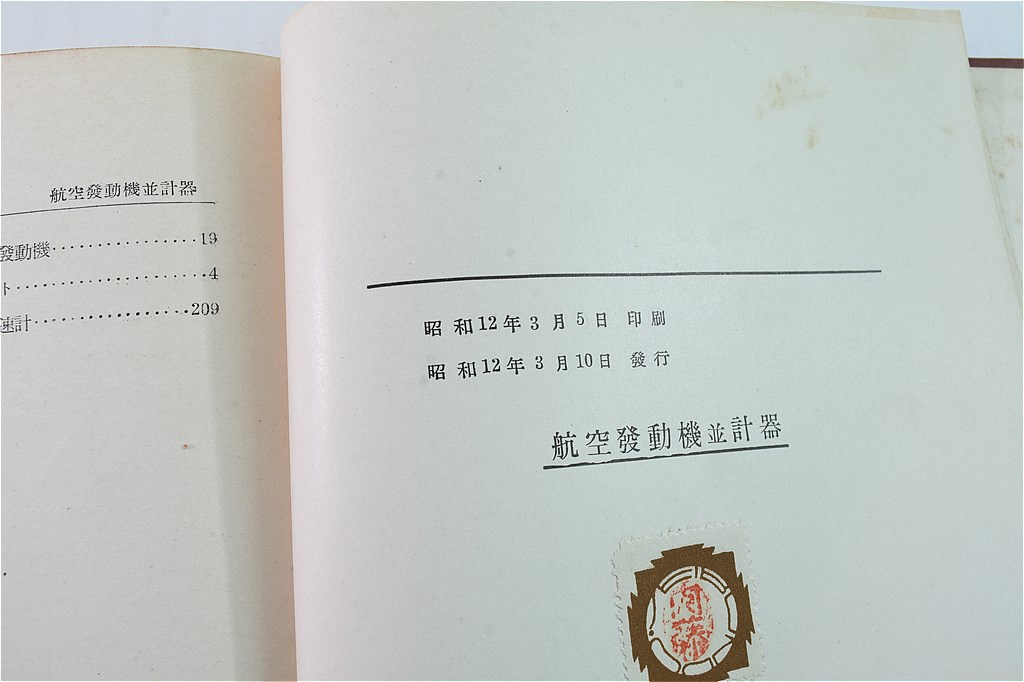 航空發動機並計器
發動機··················19
ト·····················4
速計··················209
昭和12年3月5日 印刷
昭和12年3月10日 發行
航空發動機並計器